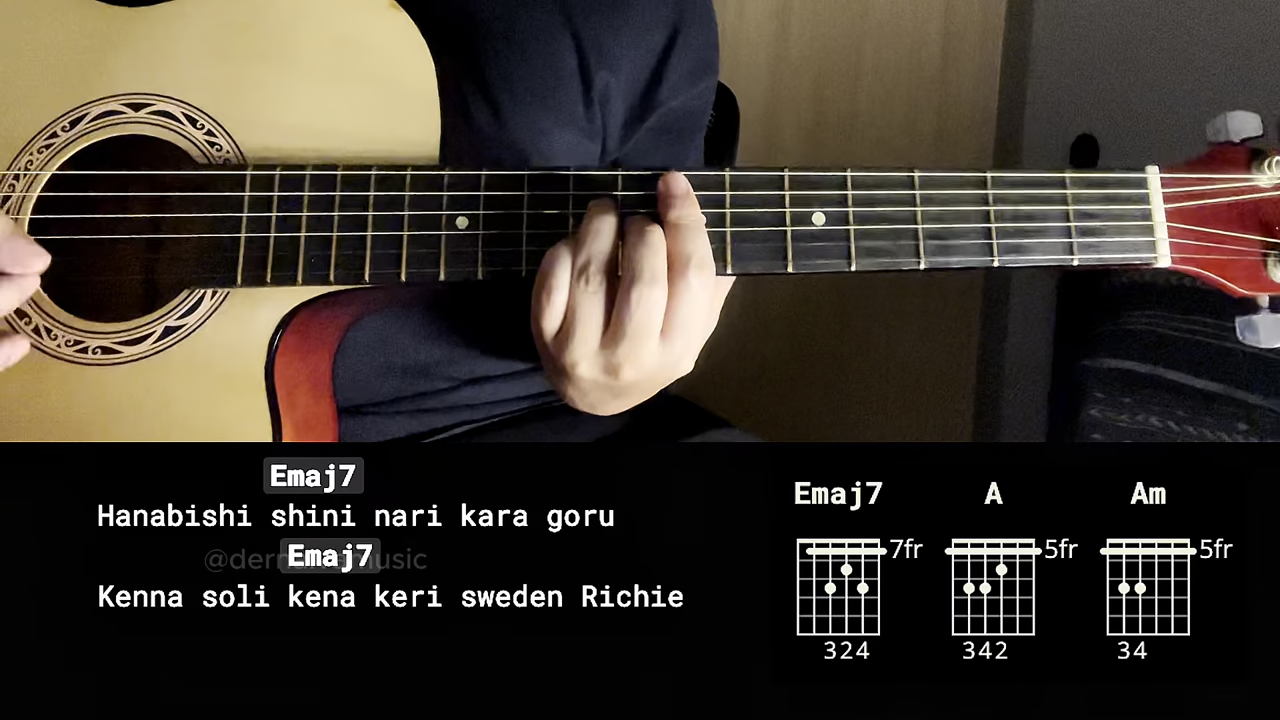 Emaj7
Hanabishi shini nari kara goru
Emaj7
Kenna soli kena keri sweden Richie
Emaj7 A Am
7fr 5fr 5fr
324 342 34